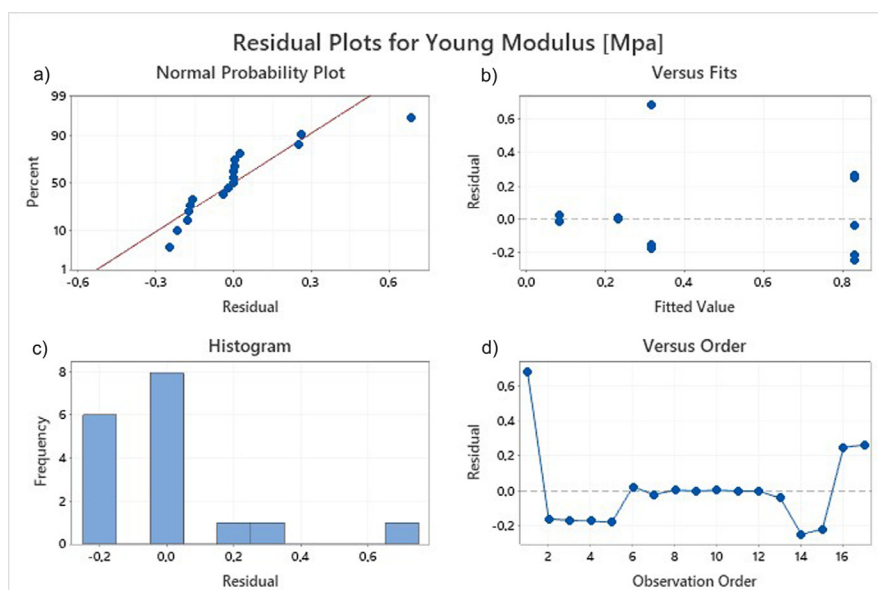 Residual Plots for Young Modulus [Mpa]
a)
Normal Probability Plot
99
90
50
10
1
Percent
-0,6
-0,3
0,0
0,3
0,6
Residual
b)
Versus Fits
0,6
0,4
0,2
0,0
-0,2
Residual
0,0
0,2
0,4
0,6
0,8
Fitted Value
c)
Histogram
8
6
4
2
0
Frequency
-0,2
0,0
0,2
0,4
0,6
Residual
d)
Versus Order
0,6
0,4
0,2
0,0
-0,2
Residual
2
4
6
8
10
12
14
16
Observation Order